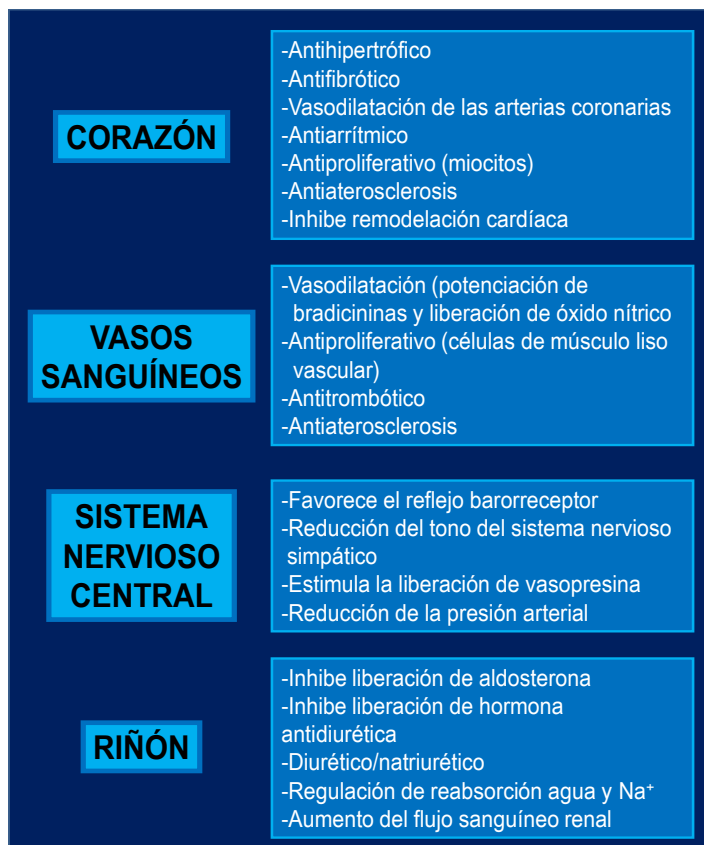 CORAZÓN
-Antihipertrófico
-Antifibrótico
-Vasodilatación de las arterias coronarias
-Antiarrítmico
-Antiproliferativo (miocitos)
-Antiaterosclerosis
-Inhibe remodelación cardíaca
VASOS
SANGUÍNEOS
-Vasodilatación (potenciación de
bradicininas y liberación de óxido nítrico
-Antiproliferativo (células de músculo liso
vascular)
-Antitrombótico
-Antiaterosclerosis
SISTEMA
NERVIOSO
CENTRAL
-Favorece el reflejo barorreceptor
-Reducción del tono del sistema nervioso
simpático
-Estimula la liberación de vasopresina
-Reducción de la presión arterial
RIÑÓN
-Inhibe liberación de aldosterona
-Inhibe liberación de hormona
antidiurética
-Diurético/natriurético
-Regulación de reabsorción agua y Na⁺
-Aumento del flujo sanguíneo renal